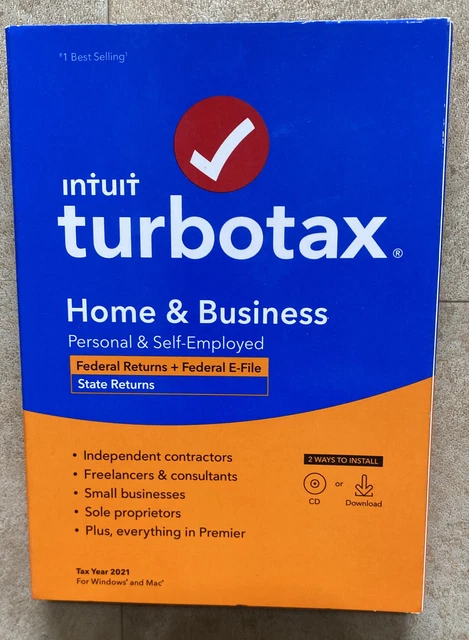 #1 Best Selling¹
intuit
turbotax®
Home & Business
Personal & Self-Employed
Federal Returns + Federal E-File
State Returns
• Independent contractors
• Freelancers & consultants
• Small businesses
• Sole proprietors
• Plus, everything in Premier
2 WAYS TO INSTALL
CD or Download
Tax Year 2021
For Windows® and Mac®